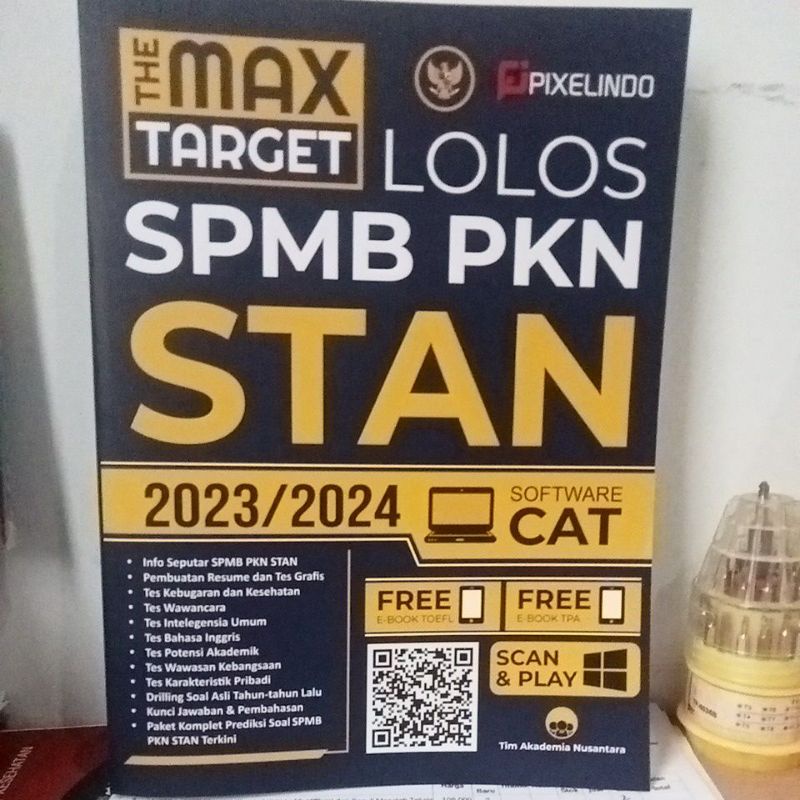 THE MAX
TARGET
PIXELINDO
LOLOS
SPMB PKN
STAN
2023/2024
SOFTWARE
CAT
• Info Seputar SPMB PKN STAN
• Pembuatan Resume dan Tes Grafis
• Tes Kebugaran dan Kesehatan
• Tes Wawancara
• Tes Intelegensia Umum
• Tes Bahasa Inggris
• Tes Potensi Akademik
• Tes Wawasan Kebangsaan
• Tes Karakteristik Pribadi
• Drilling Soal Asli Tahun-tahun Lalu
• Kunci Jawaban & Pembahasan
• Paket Komplet Prediksi Soal SPMB
PKN STAN Terkini
FREE
E-BOOK TOEFL
FREE
E-BOOK TPA
SCAN
& PLAY
Tim Akademia Nusantara
KESEHATAN
Harga
Baru